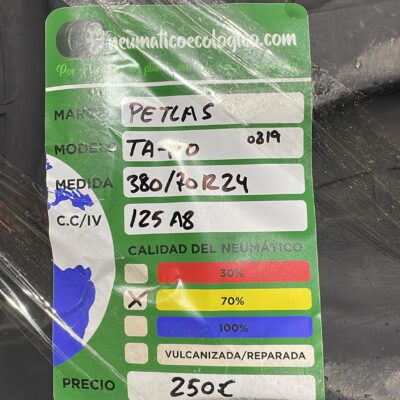 neumaticoecologico.com
MARCA PETLAS
MODELO TA-110 0819
MEDIDA 380/70R24
C.C/IV 125 A8
CALIDAD DEL NEUMÁTICO
30%
X 70%
100%
VULCANIZADA/REPARADA
PRECIO 250€